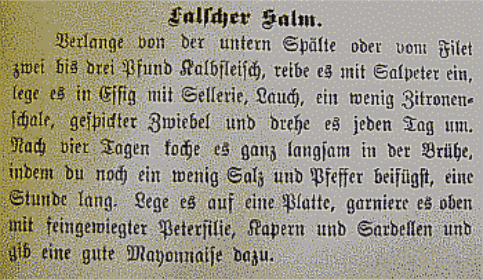 Falscher Salm.
Verlange von der untern Spälte oder vom Filet
zwei bis drei Pfund Kalbfleisch, reibe es mit Salpeter ein,
lege es in Essig mit Sellerie, Lauch, ein wenig Zitronen-
schale, gespickter Zwiebel und drehe es jeden Tag um.
Nach vier Tagen koche es ganz langsam in der Brühe,
indem du noch ein wenig Salz und Pfeffer beifügst, eine
Stunde lang. Lege es auf eine Platte, garniere es oben
mit feingewiegter Petersilie, Kapern und Sardellen und
gib eine gute Mayonnaise dazu.